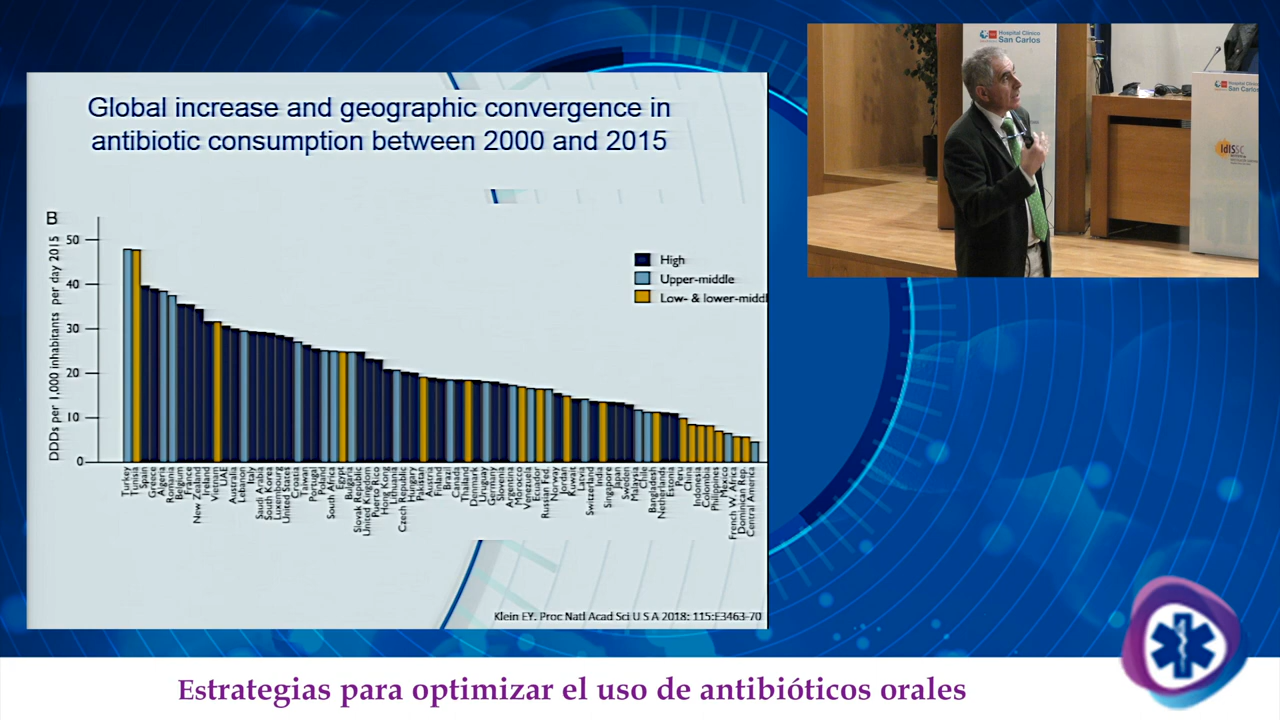 Global increase and geographic convergence in
antibiotic consumption between 2000 and 2015
B
DDDs per 1,000 inhabitants per day 2015
50
40
30
20
10
0
High
Upper-middle
Low- & lower-middl
Turkey
Tunisia
Spain
Greece
Algeria
Romania
Belgium
France
New Zealand
Ireland
Vietnam
UAE
Australia
Lebanon
Italy
Saudi Arabia
South Korea
Luxembourg
United States
Croatia
Taiwan
Portugal
Poland
South Africa
Egypt
Bulgaria
Slovak Republic
United Kingdom
Puerto Rico
Hong Kong
Lithuania
Czech Republic
Hungary
Pakistan
Austria
Finland
Brazil
Canada
Denmark
Uruguay
Germany
Slovenia
Argentina
Morocco
Venezuela
Ecuador
Russian Fed.
Norway
Jordan
Kuwait
Latvia
Switzerland
India
Singapore
Japan
Sweden
Malaysia
Chile
Bangladesh
Netherlands
Estonia
Peru
China
Indonesia
Colombia
Philippines
Mexico
French W. Africa
Dominican Rep.
Central America
Klein EY. Proc Natl Acad Sci U S A 2018; 115:E3463-70
Hospital Clínico
San Carlos
Hospital Clínico
San Carlos
IdISSC
Estrategias para optimizar el uso de antibióticos orales